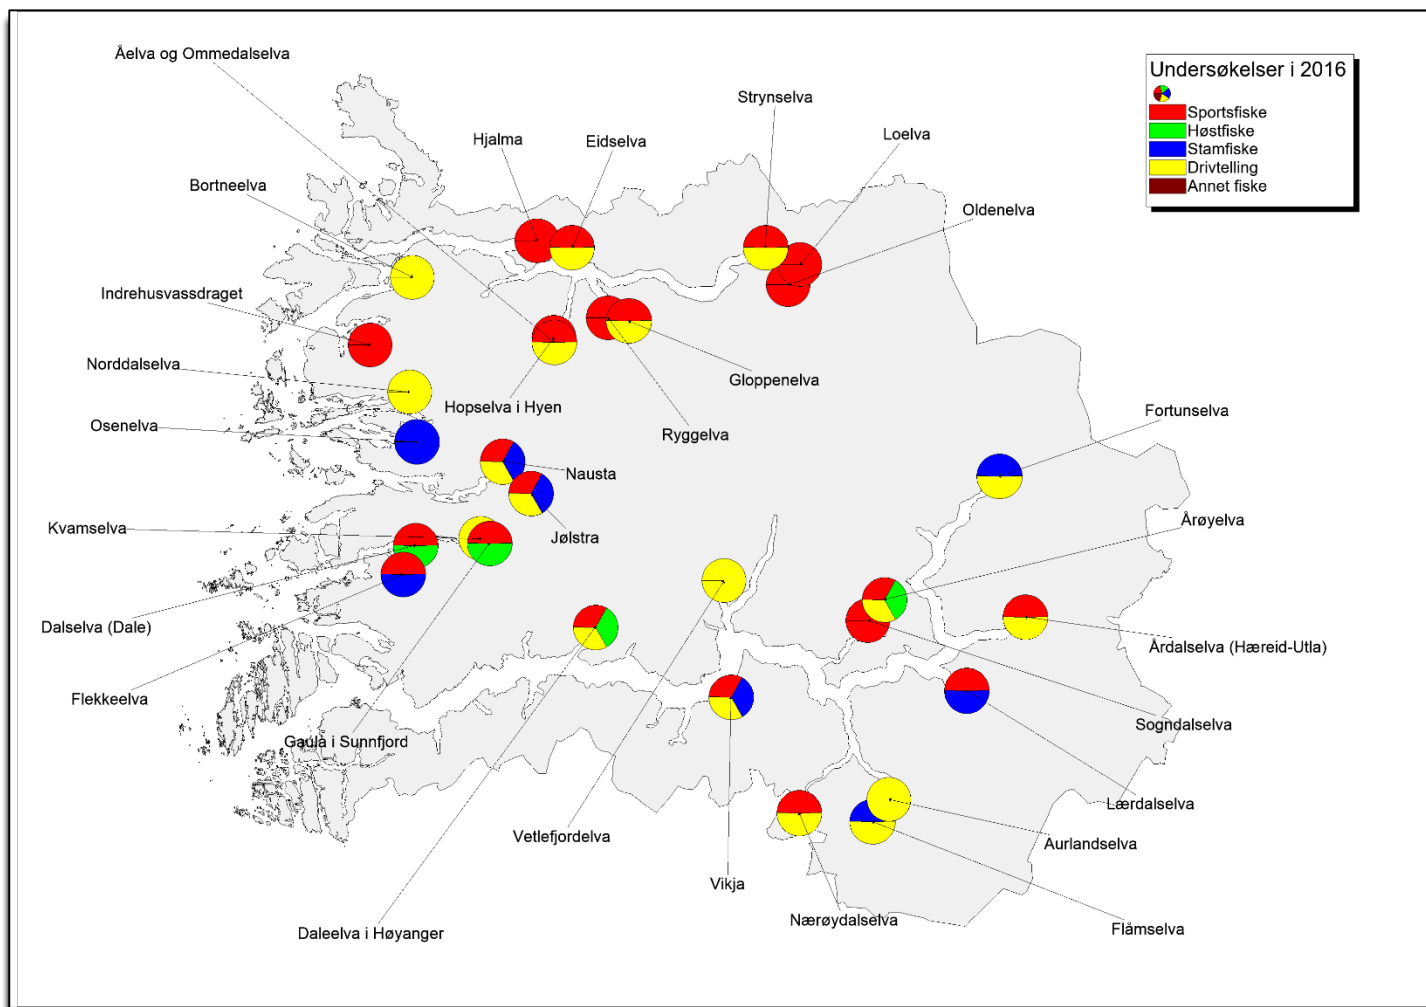 Åelva og Ommedalselva
Undersøkelser i 2016
Sportsfiske
Høstfiske
Stamfiske
Drivtelling
Annet fiske
Strynselva
Hjalma
Eidselva
Loelva
Bortneelva
Oldenelva
Indrehusvassdraget
Norddalselva
Gloppenelva
Hopselva i Hyen
Fortunselva
Osenelva
Ryggelva
Nausta
Kvamselva
Jølstra
Årøyelva
Dalselva (Dale)
Årdalselva (Hæreid-Utla)
Flekkeelva
Sogndalselva
Gaula i Sunnfjord
Lærdalselva
Vetlefjordelva
Aurlandselva
Vikja
Nærøydalselva
Flåmselva
Daleelva i Høyanger